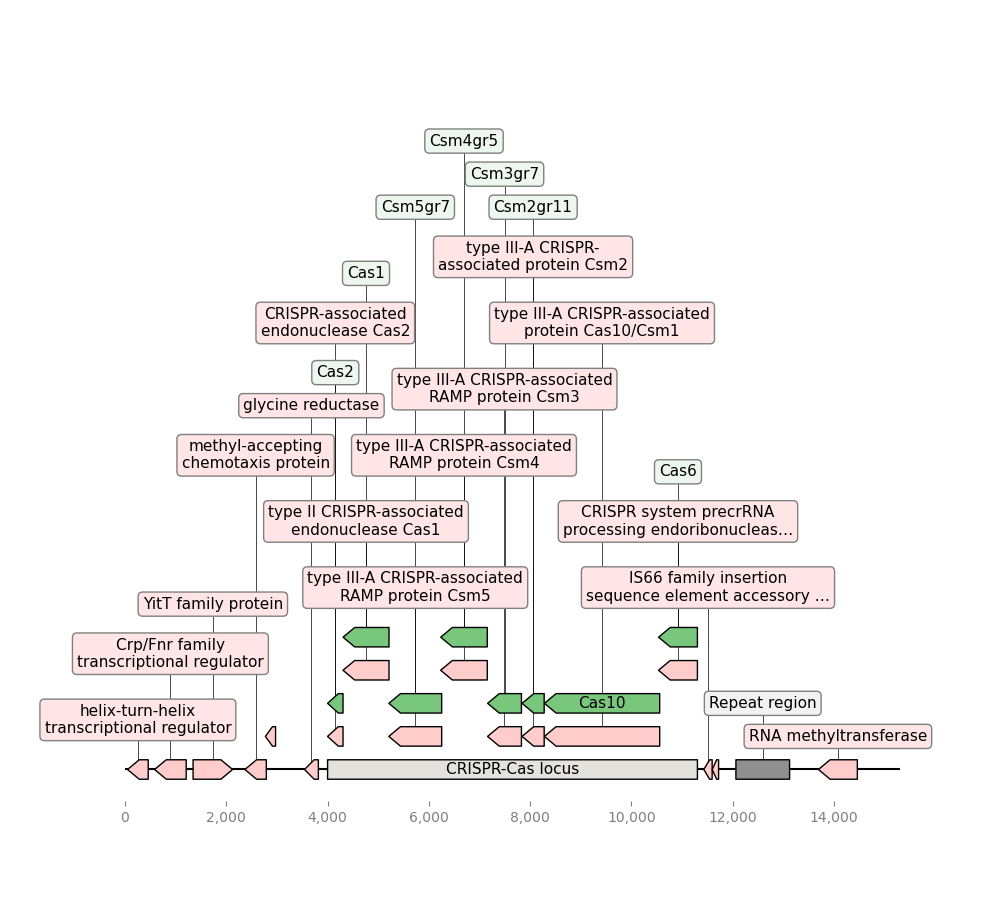 Csm4gr5
Csm3gr7
Csm5gr7
Csm2gr11
type III-A CRISPR-
associated protein Csm2
Cas1
CRISPR-associated
endonuclease Cas2
type III-A CRISPR-associated
protein Cas10/Csm1
Cas2
type III-A CRISPR-associated
RAMP protein Csm3
glycine reductase
methyl-accepting
chemotaxis protein
type III-A CRISPR-associated
RAMP protein Csm4
Cas6
type II CRISPR-associated
endonuclease Cas1
CRISPR system precrRNA
processing endoribonucleas...
type III-A CRISPR-associated
RAMP protein Csm5
IS66 family insertion
sequence element accessory ...
YitT family protein
Crp/Fnr family
transcriptional regulator
helix-turn-helix
transcriptional regulator
Cas10
Repeat region
RNA methyltransferase
CRISPR-Cas locus
0 2,000 4,000 6,000 8,000 10,000 12,000 14,000